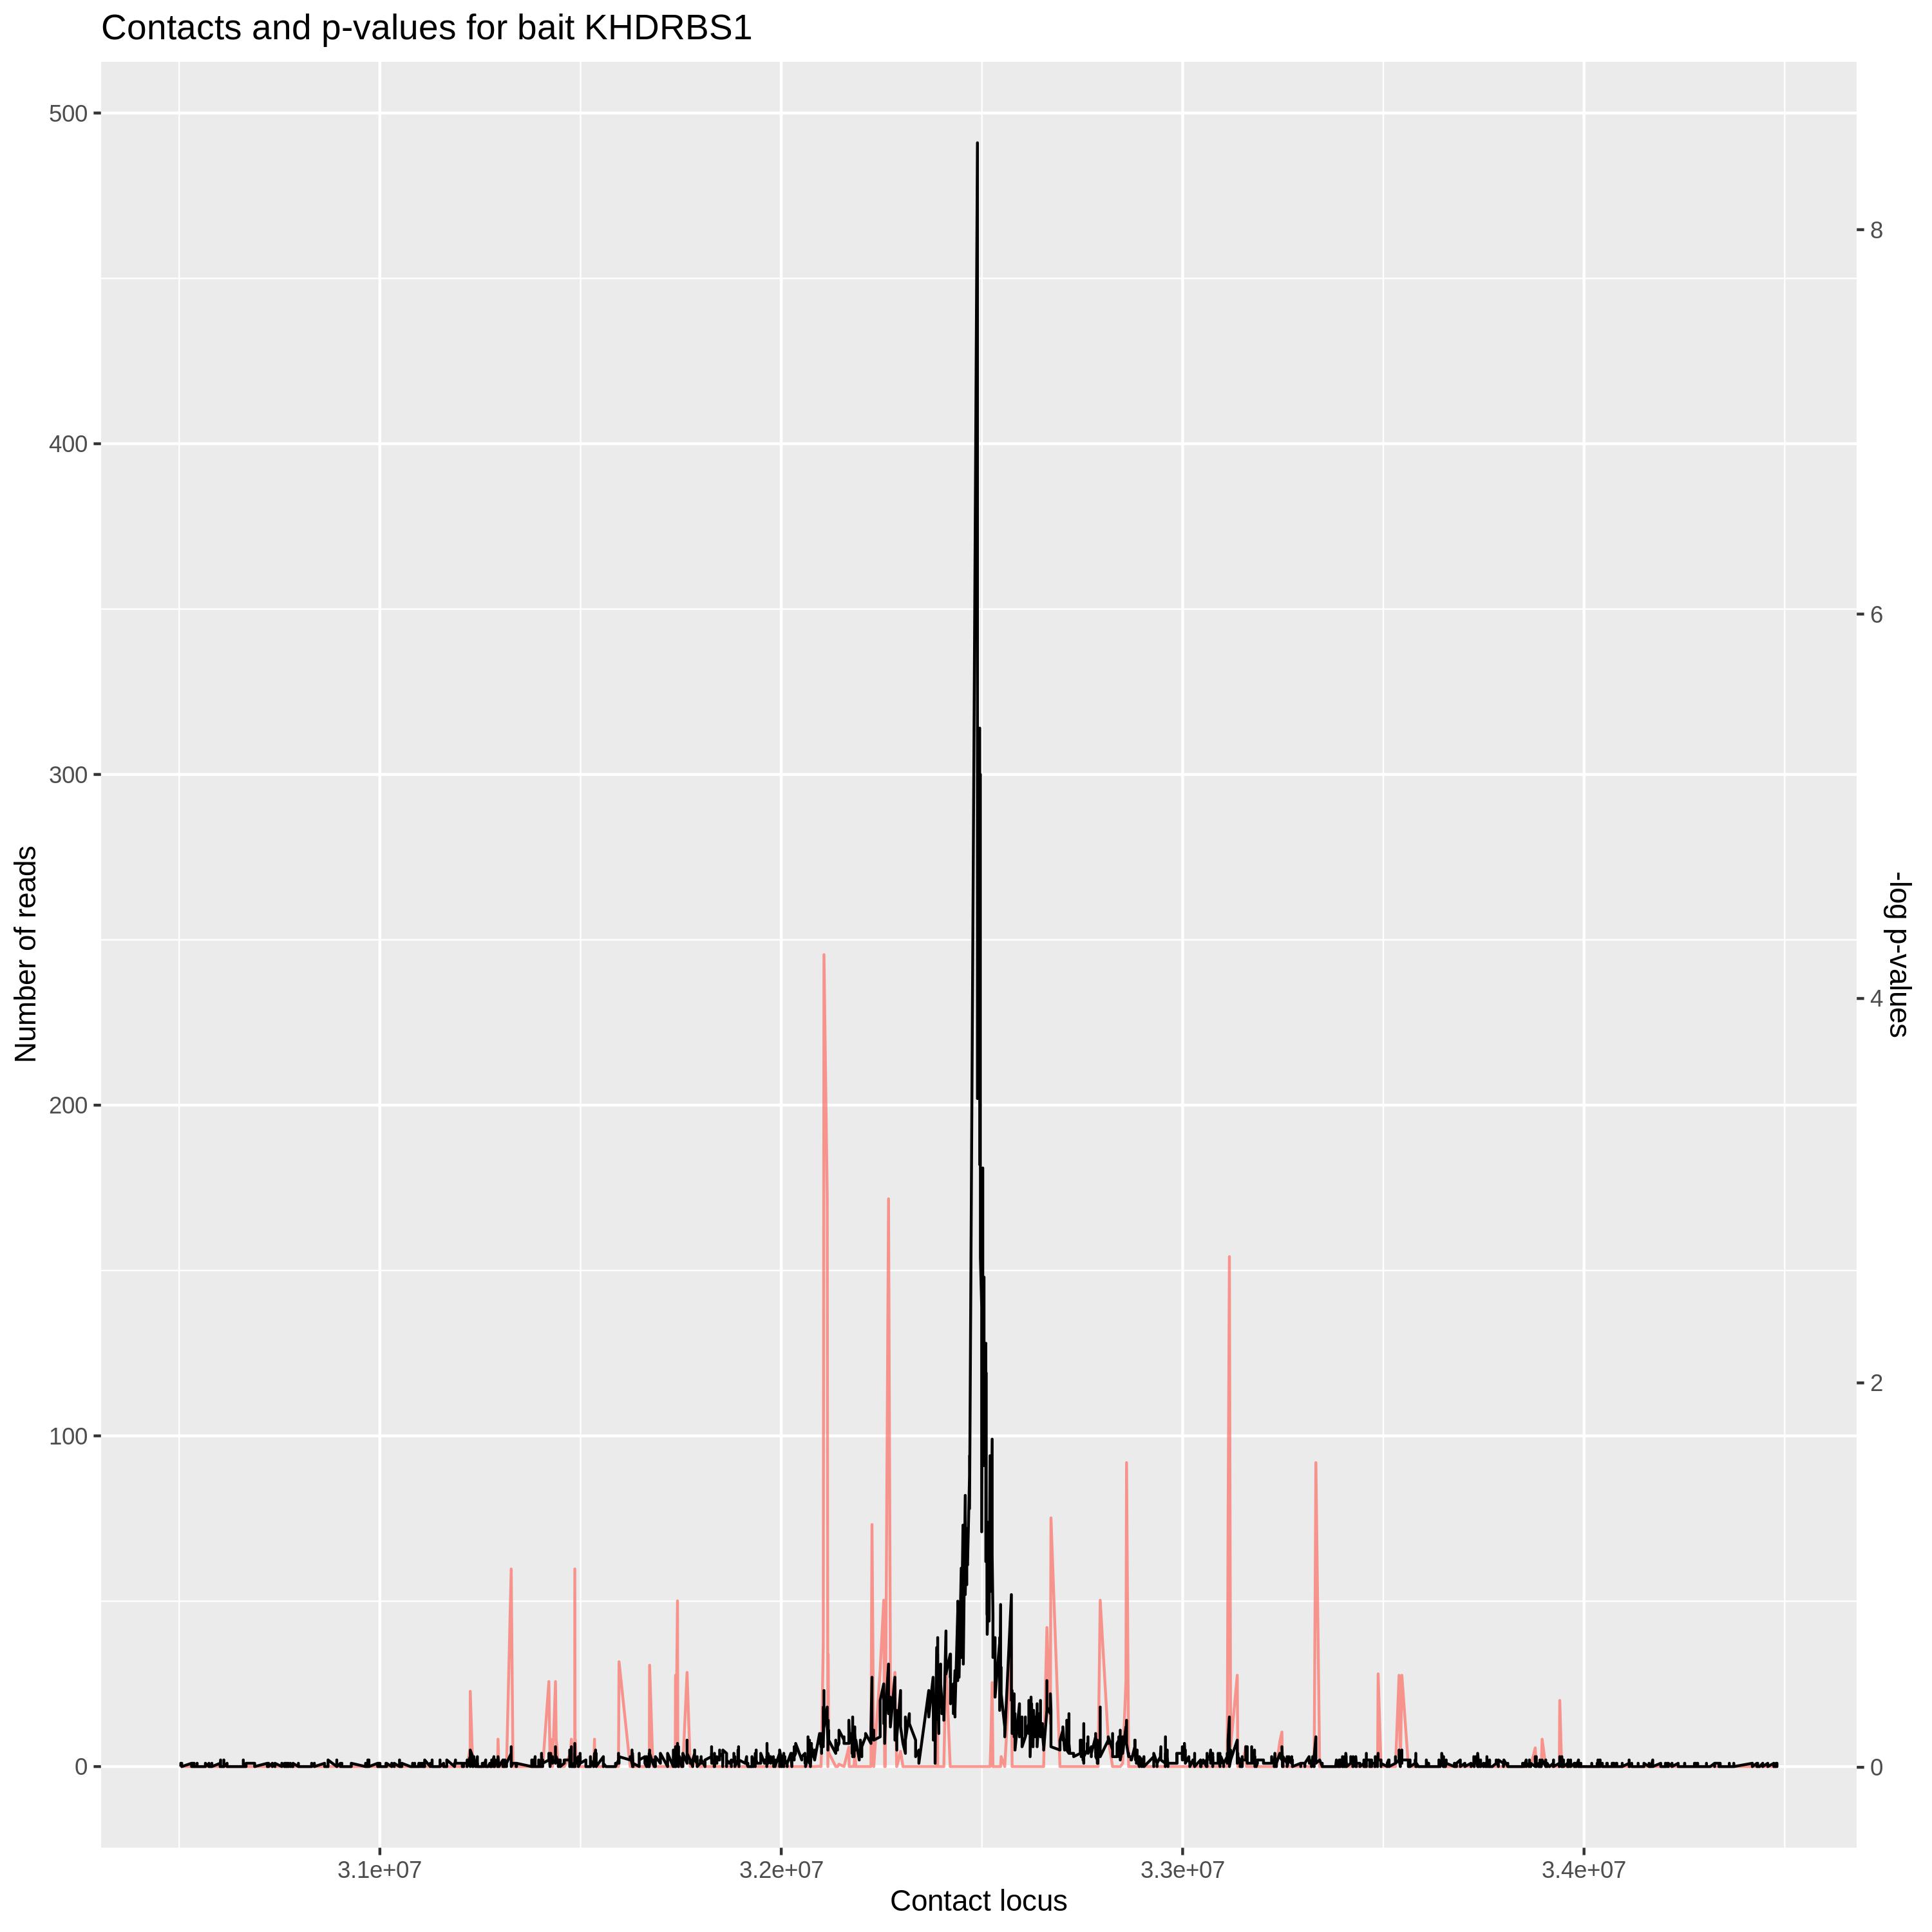 Contacts and p-values for bait KHDRBS1
500
400
300
200
100
0
Number of reads
8
6
4
2
0
-log p-values
3.1e+07
3.2e+07
3.3e+07
3.4e+07
Contact locus